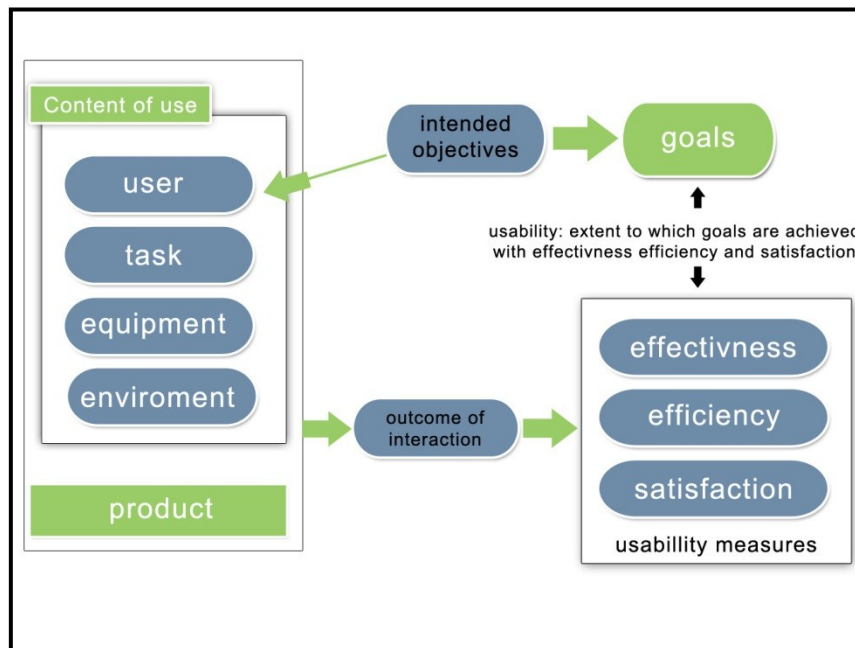 Content of use
user
task
equipment
enviroment
product
intended
objectives
goals
usability: extent to which goals are achieved
with effectivness efficiency and satisfaction
outcome of
interaction
effectivness
efficiency
satisfaction
usabillity measures